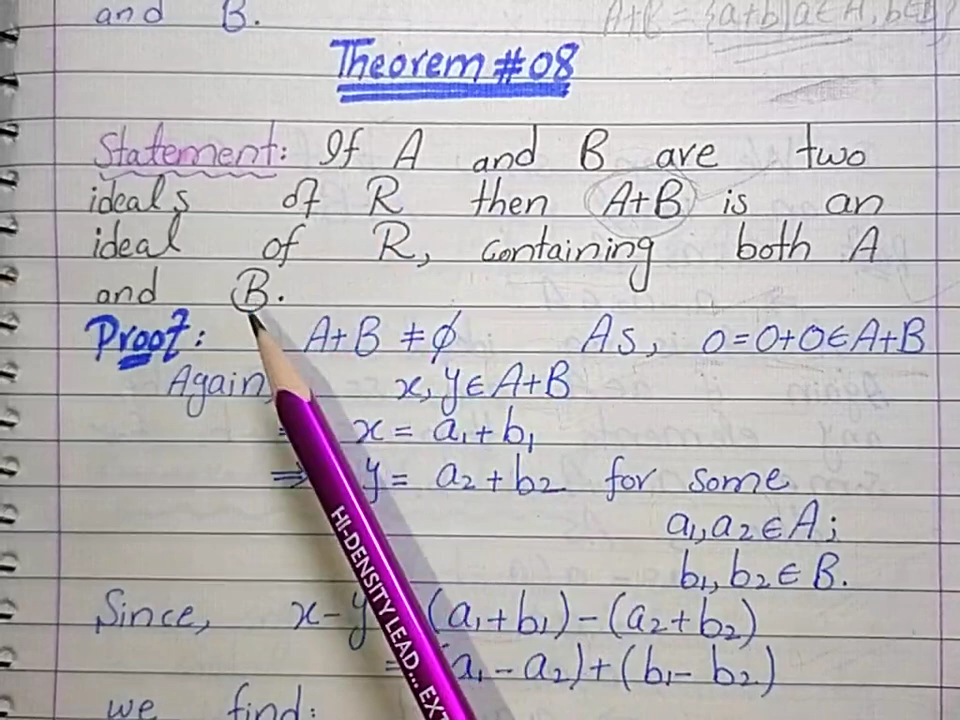 and B. A+B = {a+b | a∈A, b∈B}
Theorem #08
Statement: If A and B are two
ideals of R then A+B is an
ideal of R, containing both A
and B.
Proof: A+B ≠ φ As, 0=0+0∈A+B
Again, x, y∈A+B
x = a₁+b₁
⇒ y = a₂+b₂ for some
a₁,a₂∈A;
b₁,b₂∈B.
Since, x-y (a₁+b₁)-(a₂+b₂)
= (a₁-a₂)+(b₁-b₂)
we find:
HI-DENSITY LEAD... EXT